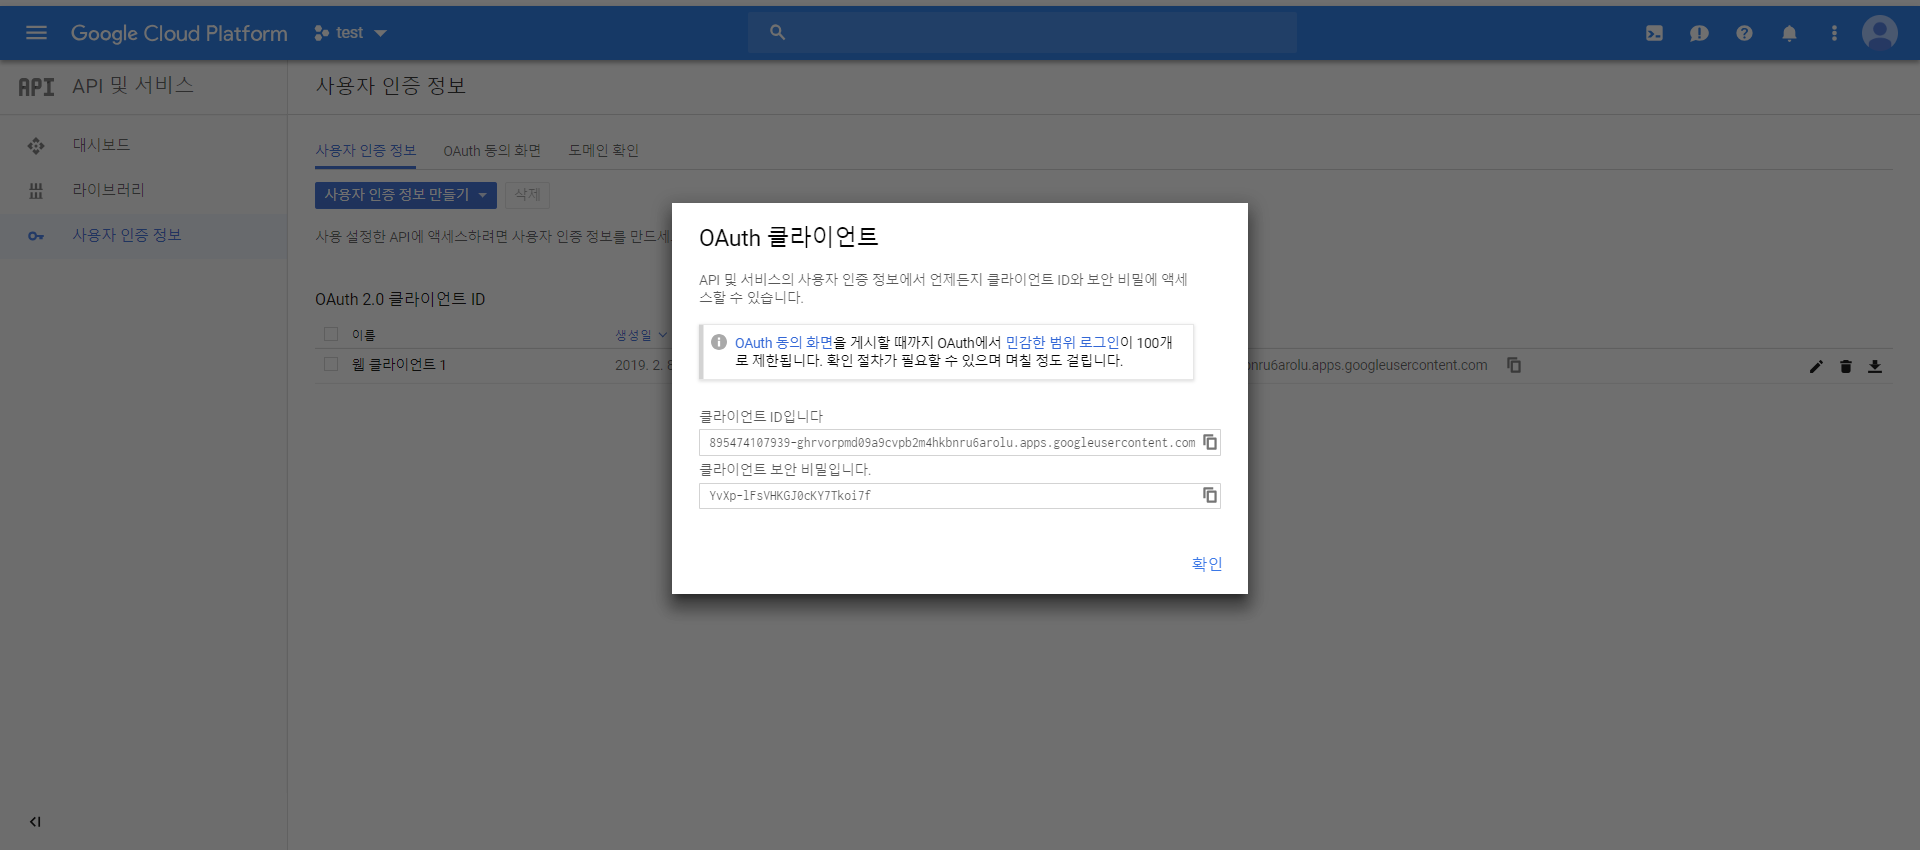 Google Cloud Platform
test
API
API 및 서비스
사용자 인증 정보
대시보드
라이브러리
사용자 인증 정보
사용자 인증 정보
OAuth 동의 화면
도메인 확인
사용자 인증 정보 만들기
삭제
사용 설정한 API에 액세스하려면 사용자 인증 정보를 만드세
OAuth 2.0 클라이언트 ID
이름
생성일
웹 클라이언트 1
2019. 2. 8
bnru6arolu.apps.googleusercontent.com
OAuth 클라이언트
API 및 서비스의 사용자 인증 정보에서 언제든지 클라이언트 ID와 보안 비밀에 액세
스할 수 있습니다.
OAuth 동의 화면을 게시할 때까지 OAuth에서 민감한 범위 로그인이 100개
로 제한됩니다. 확인 절차가 필요할 수 있으며 며칠 정도 걸립니다.
클라이언트 ID입니다
895474107939-ghrvorpmd09a9cvpb2m4hkbnru6arolu.apps.googleusercontent.com
클라이언트 보안 비밀입니다.
YvXp-lFsVHKGJ0cKY7Tkoi7f
확인